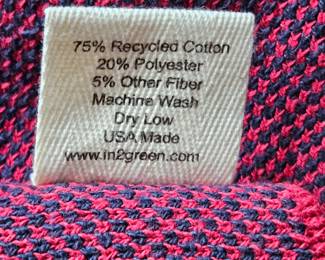 75% Recycled Cotton
20% Polyester
5% Other Fiber
Machine Wash
Dry Low
USA Made
www.in2green.com